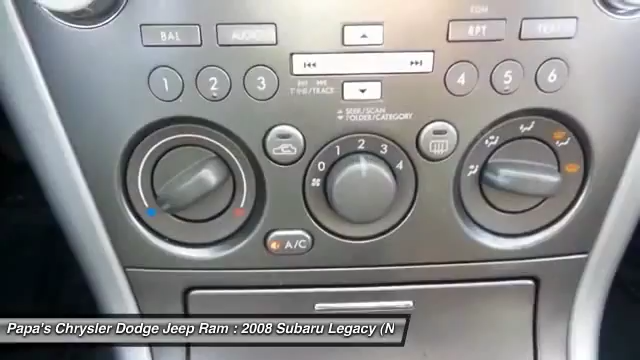 COM
BAL AUDIO RPT TEXT
1 2 3 4 5 6
TRACK
SEEK/SCAN
/FOLDER/CATEGORY
0 1 2 3 4
A/C
Papa's Chrysler Dodge Jeep Ram : 2008 Subaru Legacy (N